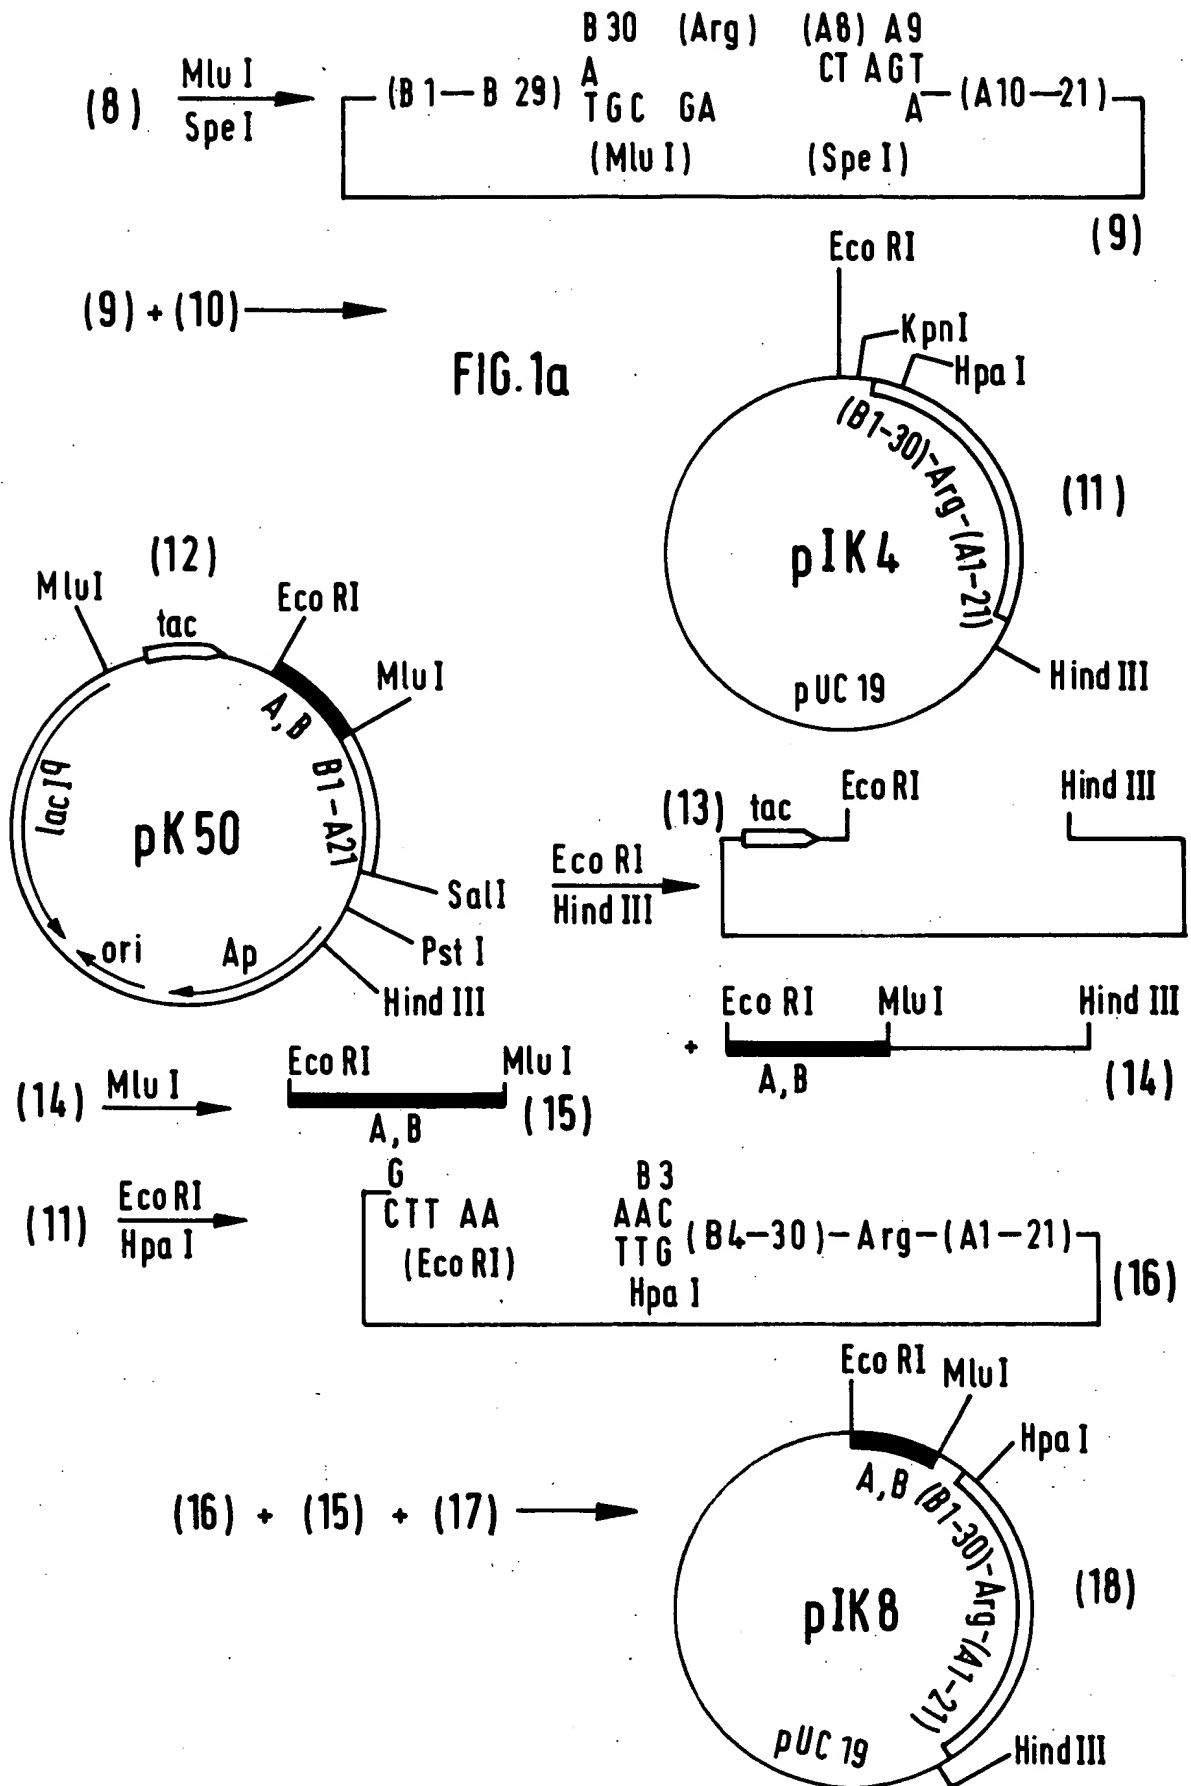 B 30 (Arg) (A8) A9
A CT AGT
(8) Mlu I (B 1—B 29) TGC GA A —(A10—21)
Spe I
(Mlu I) (Spe I)
(9)
Eco RI
(9) + (10)
KpnI
Hpa I
FIG. 1a
(B1-30)-Arg-(A1-21)
(11)
pIK4
pUC 19
Hind III
(12)
MluI
tac
Eco RI
MluI
A, B
B1-A21
lac Iq
pK50
SalI
Pst I
Hind III
ori
Ap
(13) tac Eco RI Hind III
Eco RI
Hind III
Eco RI Mlu I Hind III
+
A, B
(14)
(14) Mlu I Eco RI Mlu I
(15)
A, B
G B 3
(11) Eco RI CTT AA AAC
Hpa I (Eco RI) TTG (B4-30)-Arg-(A1-21)
Hpa I
(16)
Eco RI MluI
Hpa I
A, B (B1-30)-Arg-(A1-21)
(16) + (15) + (17)
(18)
pIK8
pUC 19
Hind III